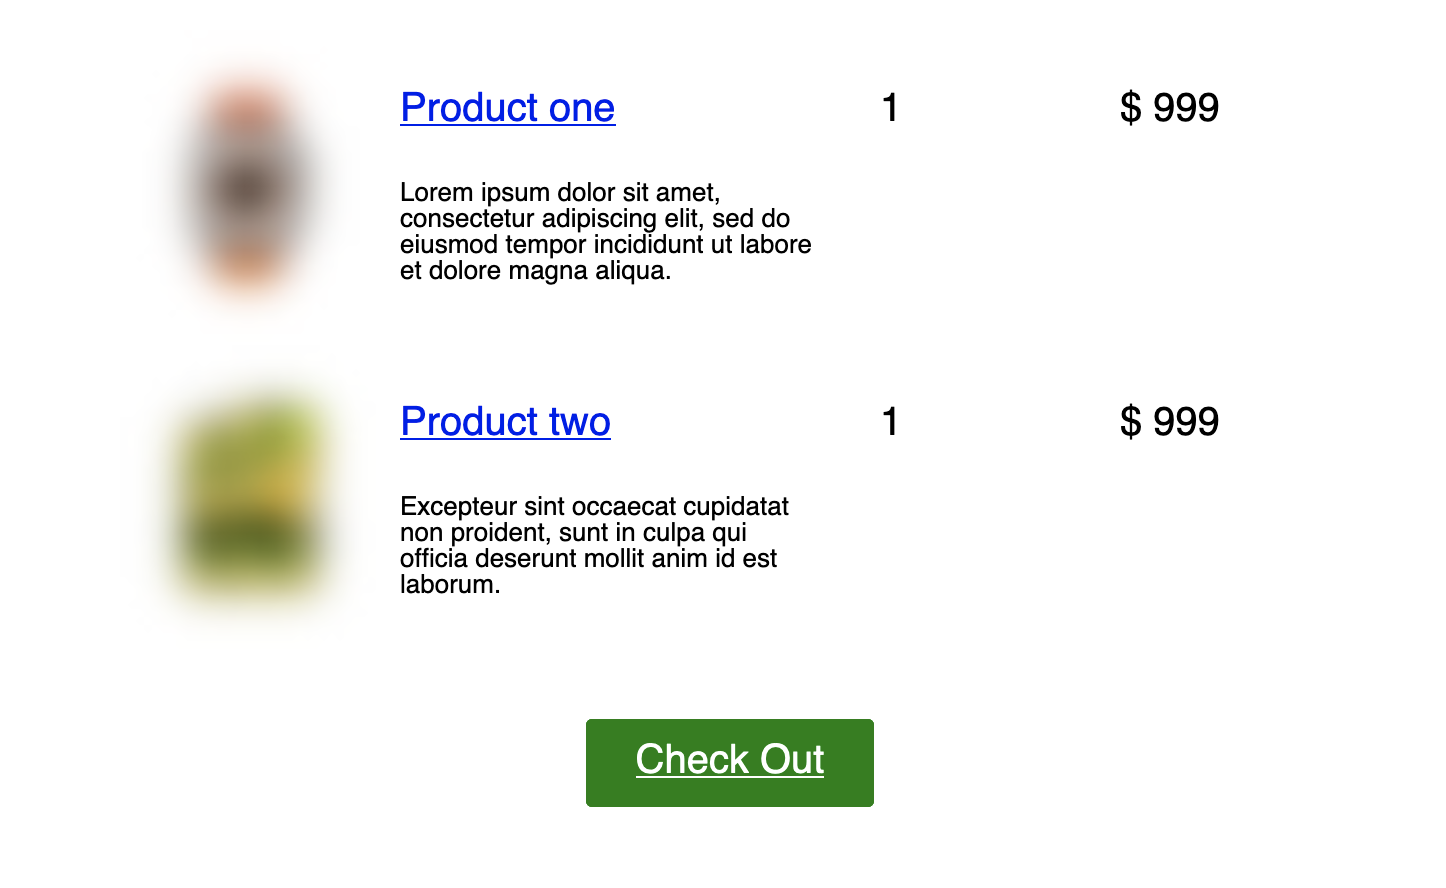 Product one 1 $ 999
Lorem ipsum dolor sit amet,
consectetur adipiscing elit, sed do
eiusmod tempor incididunt ut labore
et dolore magna aliqua.
Product two 1 $ 999
Excepteur sint occaecat cupidatat
non proident, sunt in culpa qui
officia deserunt mollit anim id est
laborum.
Check Out